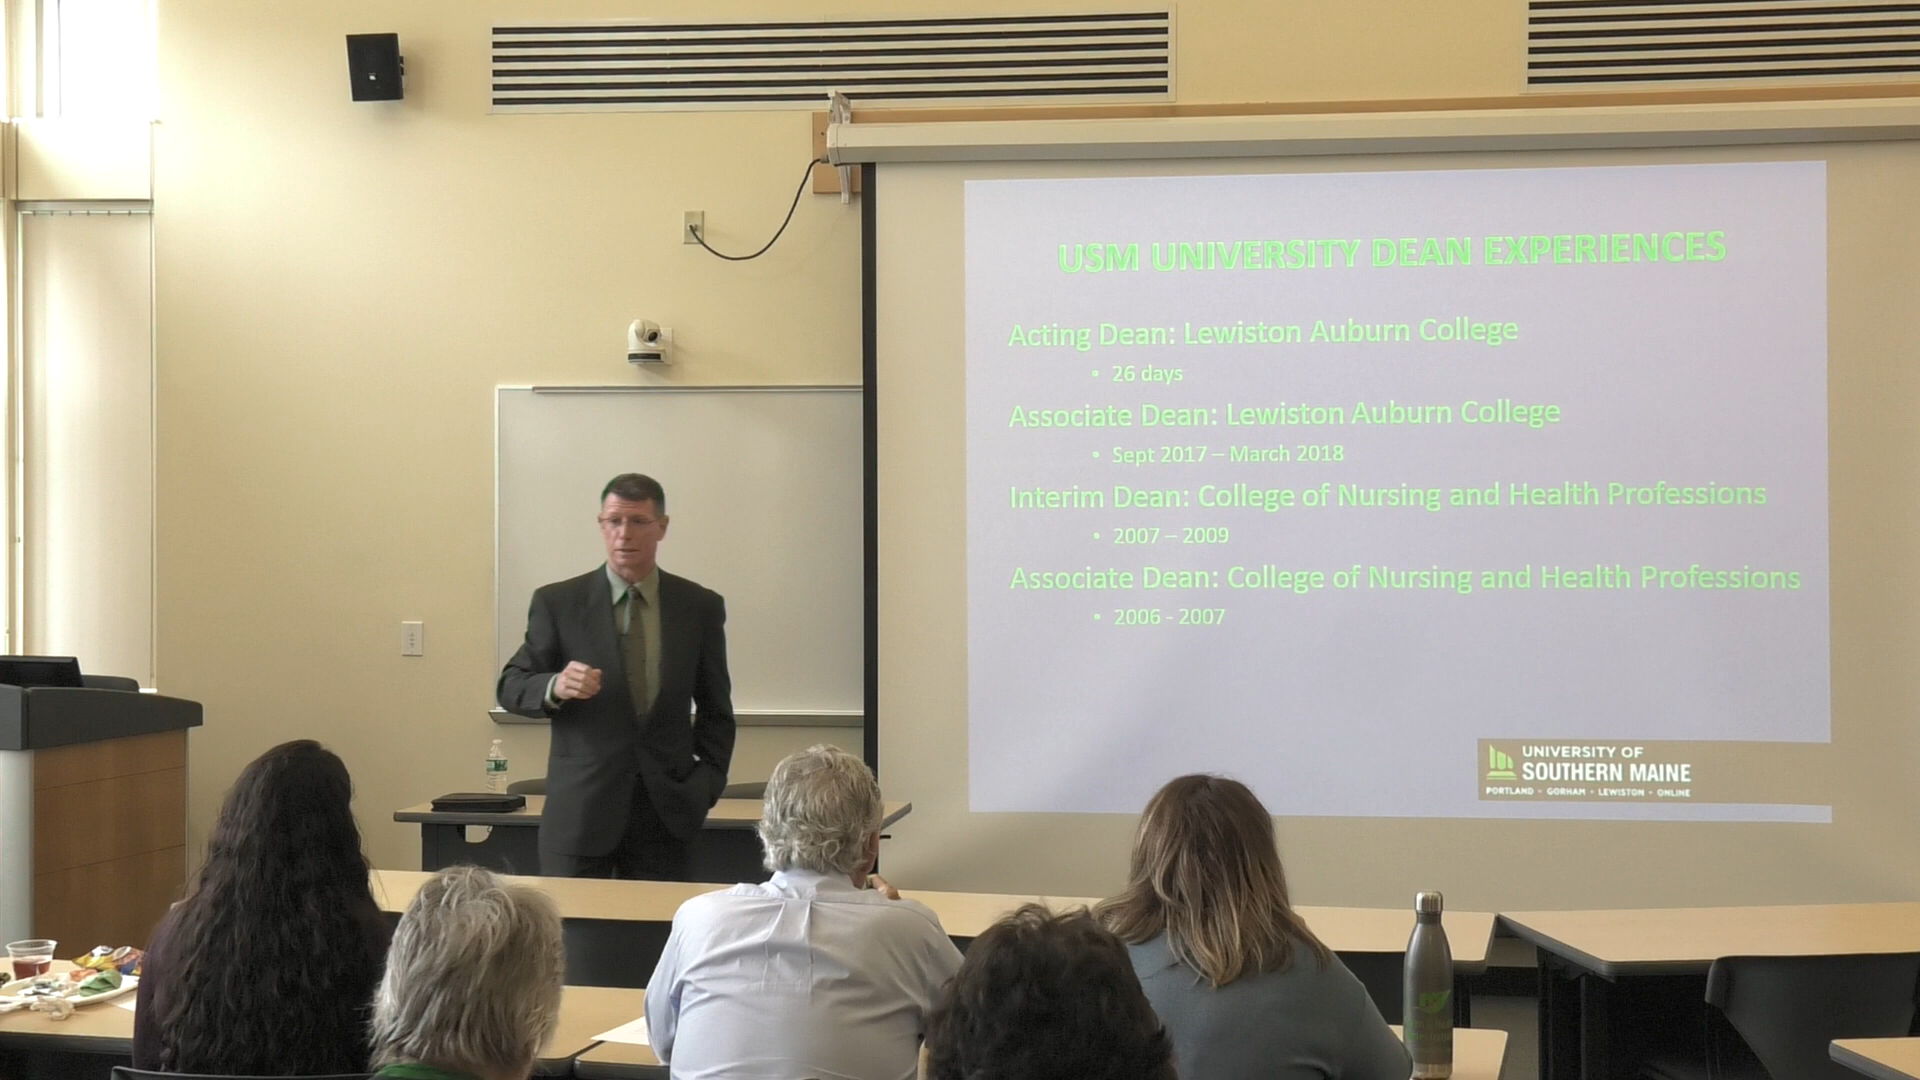 USM UNIVERSITY DEAN EXPERIENCES
Acting Dean: Lewiston Auburn College
• 26 days
Associate Dean: Lewiston Auburn College
• Sept 2017 – March 2018
Interim Dean: College of Nursing and Health Professions
• 2007 – 2009
Associate Dean: College of Nursing and Health Professions
• 2006 - 2007
UNIVERSITY OF
SOUTHERN MAINE
PORTLAND • GORHAM • LEWISTON • ONLINE